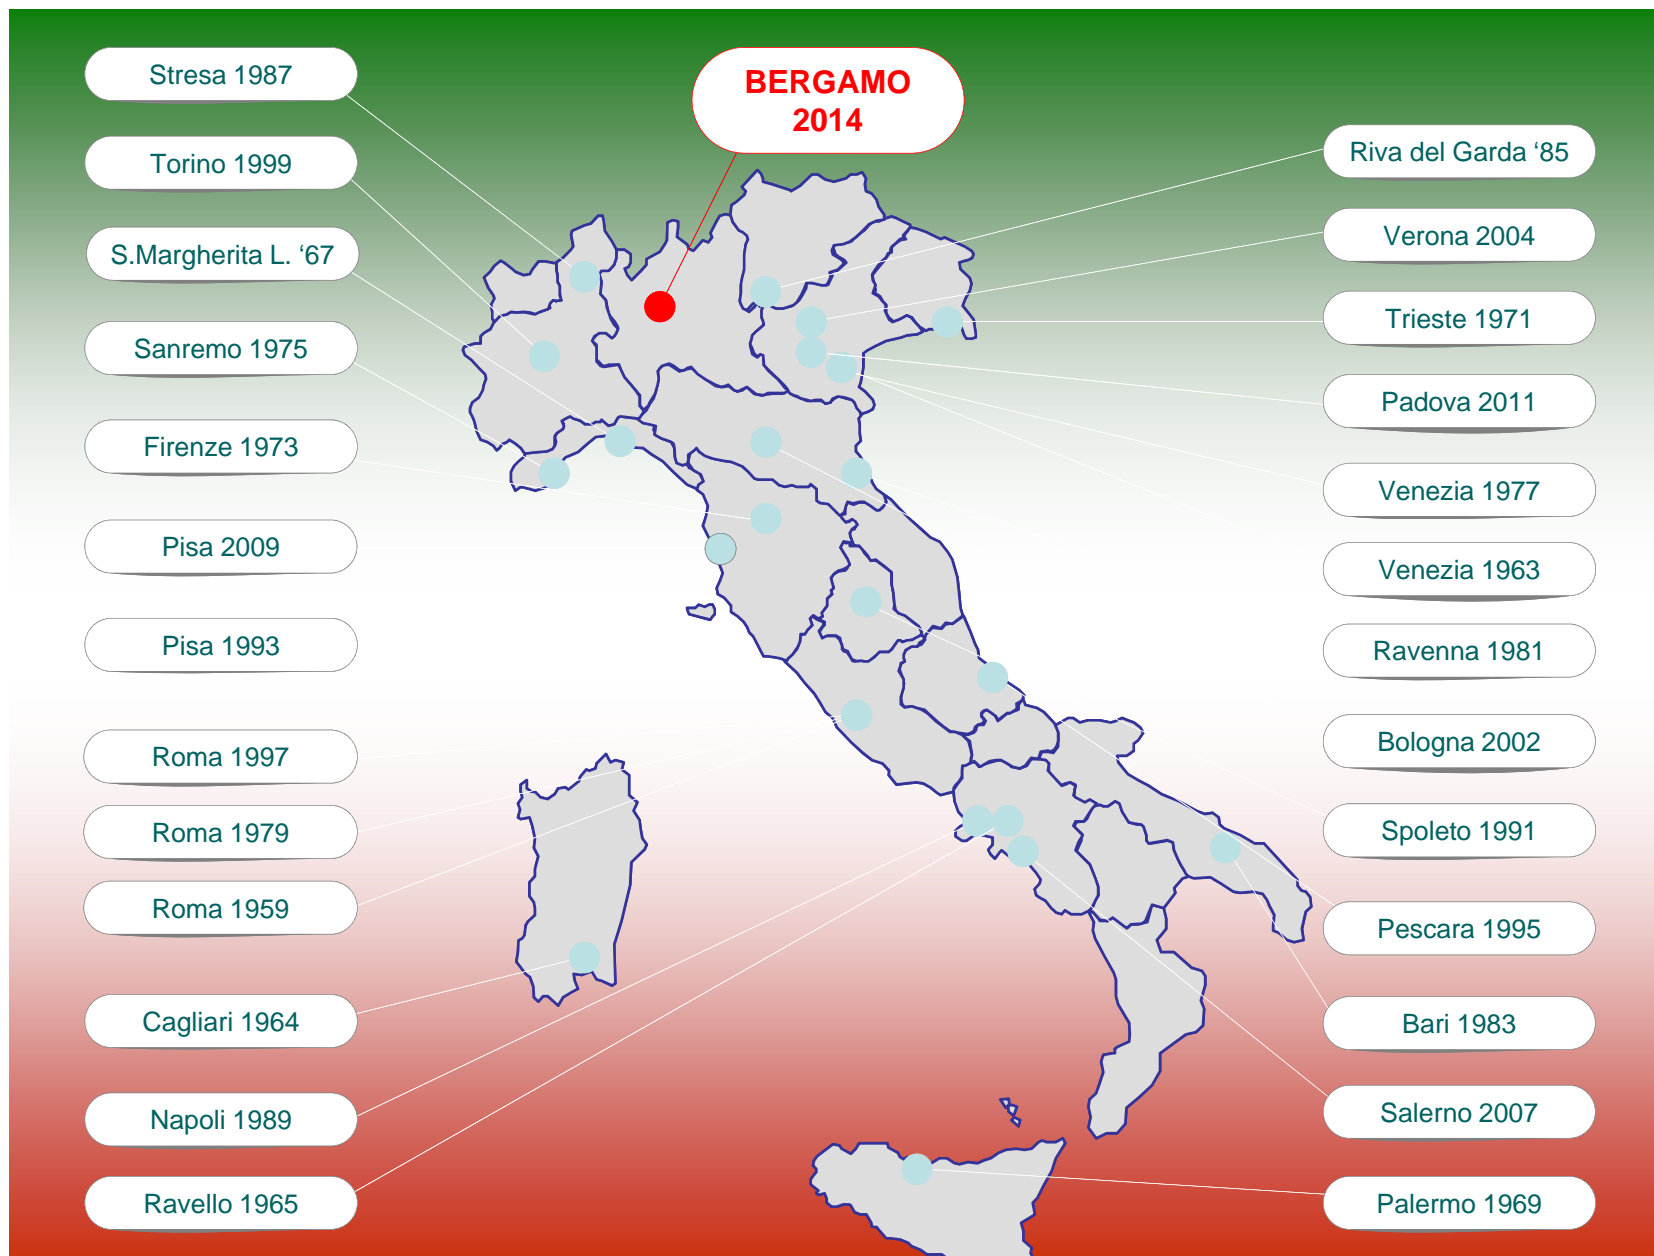 Stresa 1987
Torino 1999
S.Margherita L. ‘67
Sanremo 1975
Firenze 1973
Pisa 2009
Pisa 1993
Roma 1997
Roma 1979
Roma 1959
Cagliari 1964
Napoli 1989
Ravello 1965
BERGAMO
2014
Riva del Garda ‘85
Verona 2004
Trieste 1971
Padova 2011
Venezia 1977
Venezia 1963
Ravenna 1981
Bologna 2002
Spoleto 1991
Pescara 1995
Bari 1983
Salerno 2007
Palermo 1969